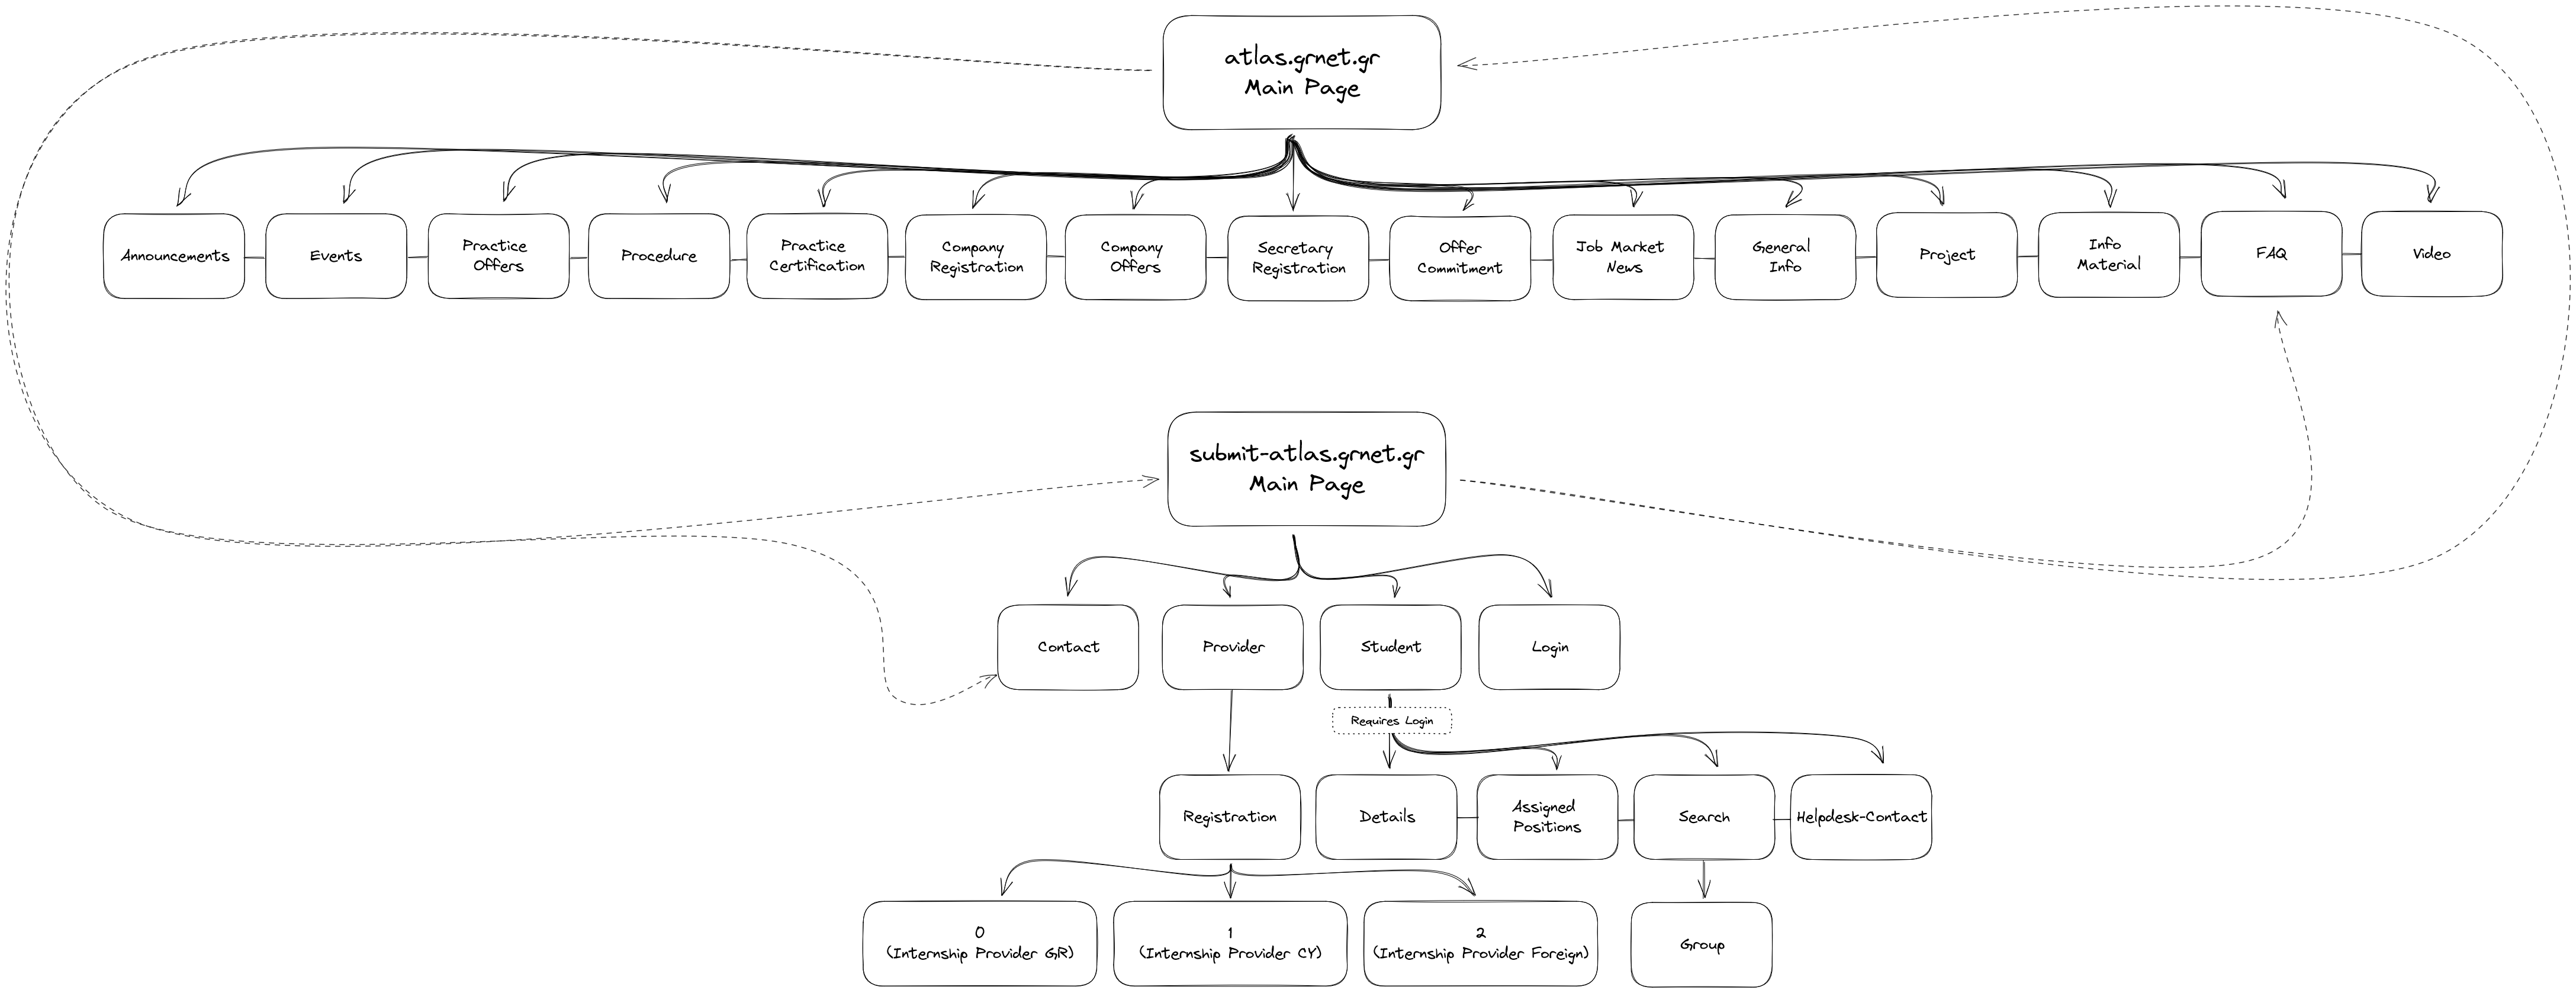 atlas.grnet.gr
Main Page
Announcements
Events
Practice
Offers
Procedure
Practice
Certification
Company
Registration
Company
Offers
Secretary
Registration
Offer
Commitment
Job Market
News
General
Info
Project
Info
Material
FAQ
Video
submit-atlas.grnet.gr
Main Page
Contact
Provider
Student
Login
Requires Login
Registration
Details
Assigned
Positions
Search
Helpdesk-Contact
0
(Internship Provider GR)
1
(Internship Provider CY)
2
(Internship Provider Foreign)
Group